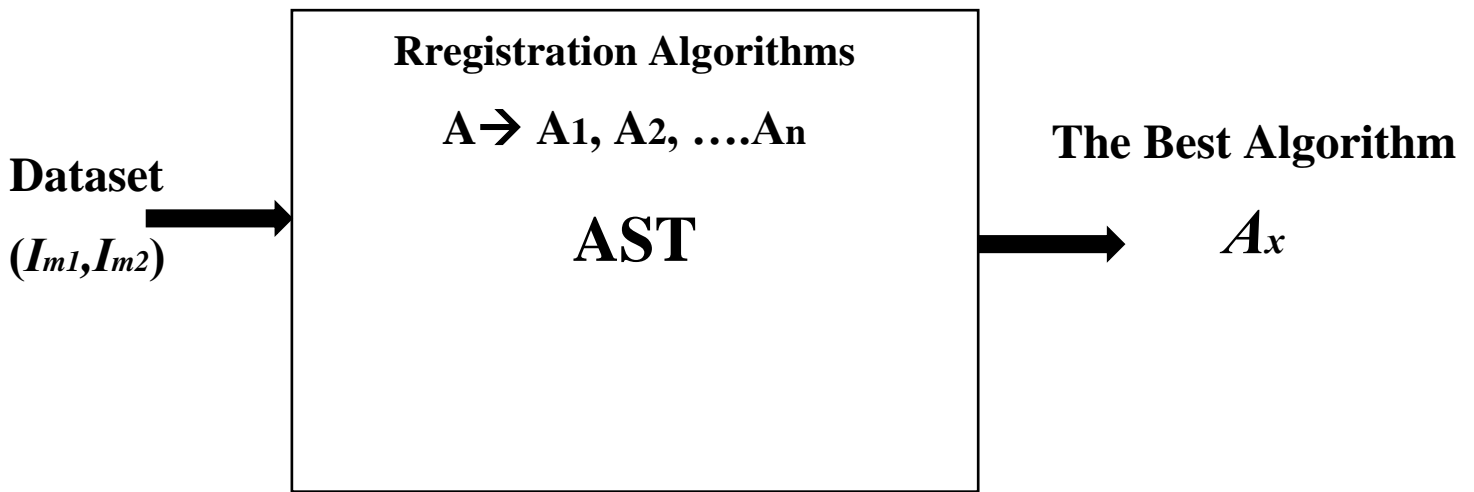 Dataset
(Im1,Im2)
Rregistration Algorithms
A→ A1, A2, ….An
AST
The Best Algorithm
Ax